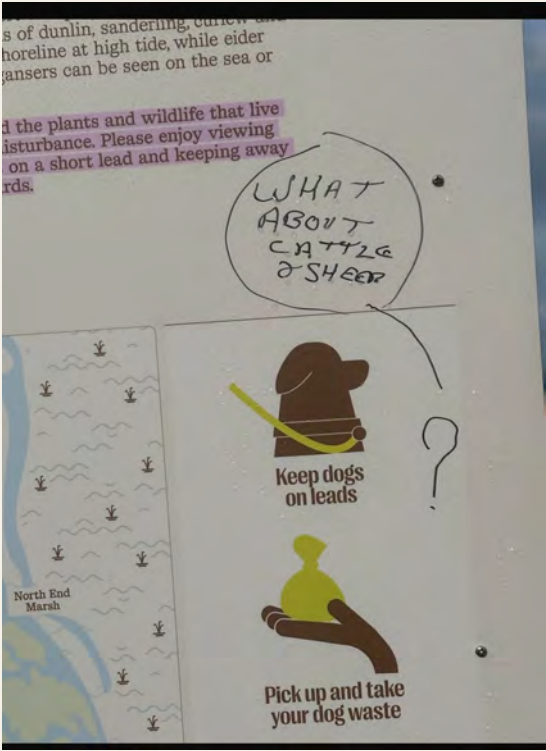 s of dunlin, sanderling, curlew and
horeline at high tide, while eider
gansers can be seen on the sea or
d the plants and wildlife that live
isturbance. Please enjoy viewing
on a short lead and keeping away
rds.
WHAT
ABOUT
CATTLE
& SHEEP
?
Keep dogs
on leads
North End
Marsh
Pick up and take
your dog waste